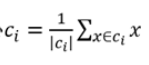 c_i = \frac{1}{|c_i|} \sum_{x \in c_i} x